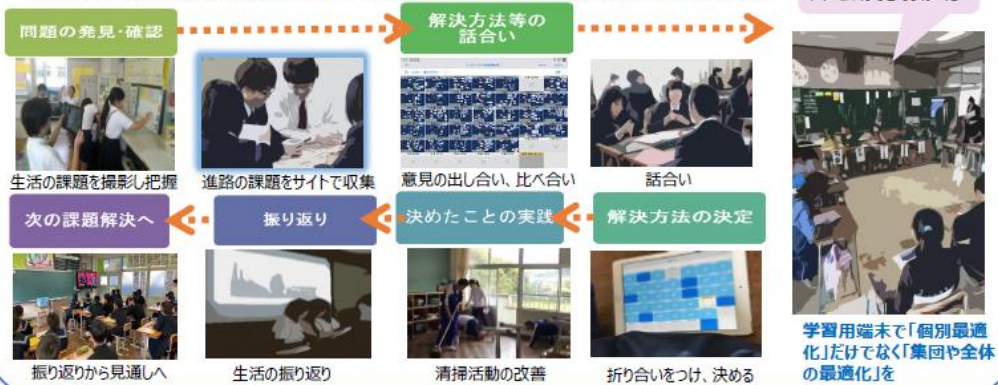 問題の発見・確認
解決方法等の
話合い
生活の課題を撮影し把握
進路の課題をサイトで収集
意見の出し合い、比べ合い
話合い
次の課題解決へ
振り返り
決めたことの実践
解決方法の決定
振り返りから見通しへ
生活の振り返り
清掃活動の改善
折り合いをつけ、決める
学習用端末で「個別最適
化」だけでなく「集団や全体
の最適化」を